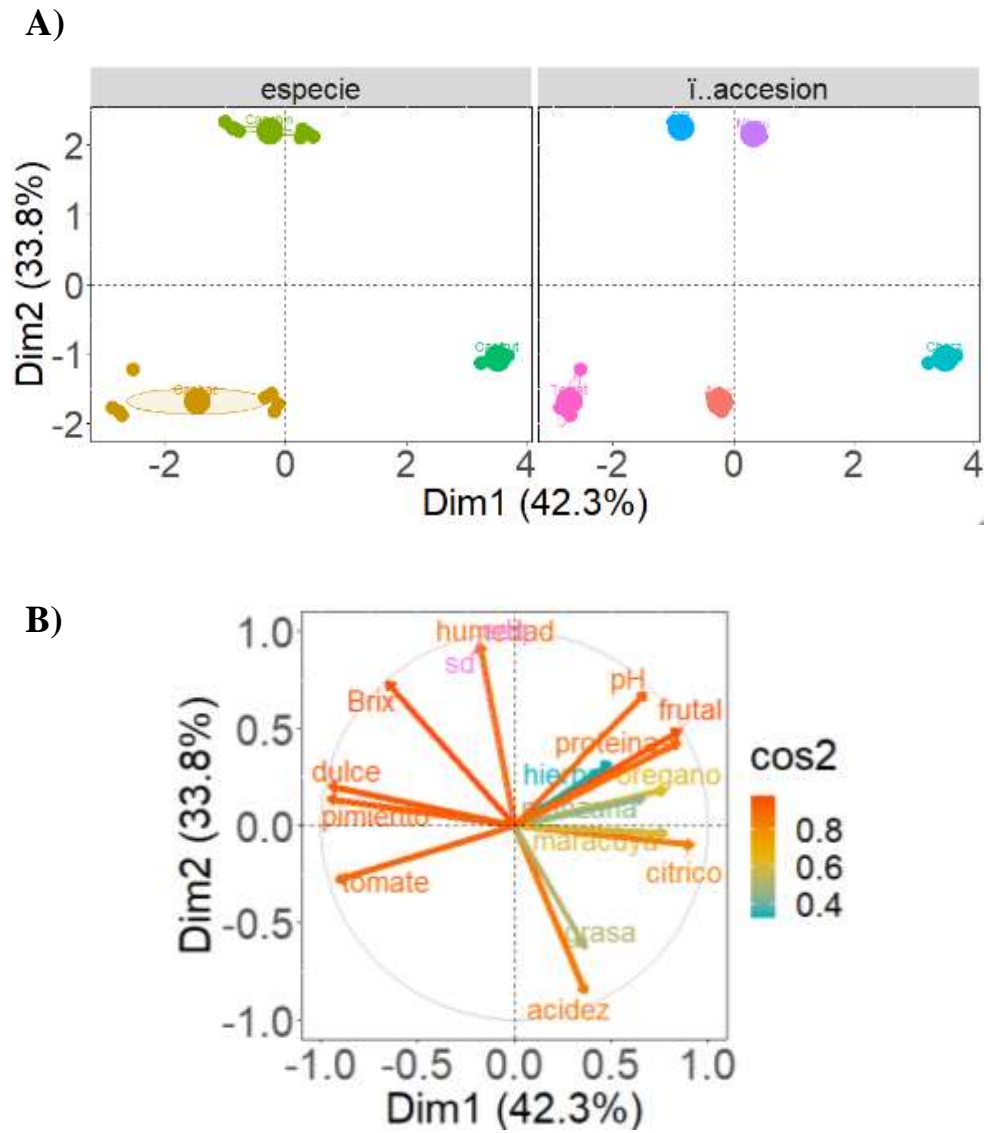 A)
especie
ï..accesion
Dim2 (33.8%)
2
1
0
-1
-2
-2 0 2 4
-2 0 2 4
Dim1 (42.3%)
B)
Dim2 (33.8%)
1.0
0.5
0.0
-0.5
-1.0
humedad
sd
Brix
pH
frutal
proteina
hierba
oregano
dulce
manzana
pimiento
maracuya
citrico
tomate
grasa
acidez
-1.0 -0.5 0.0 0.5 1.0
Dim1 (42.3%)
cos2
0.8
0.6
0.4